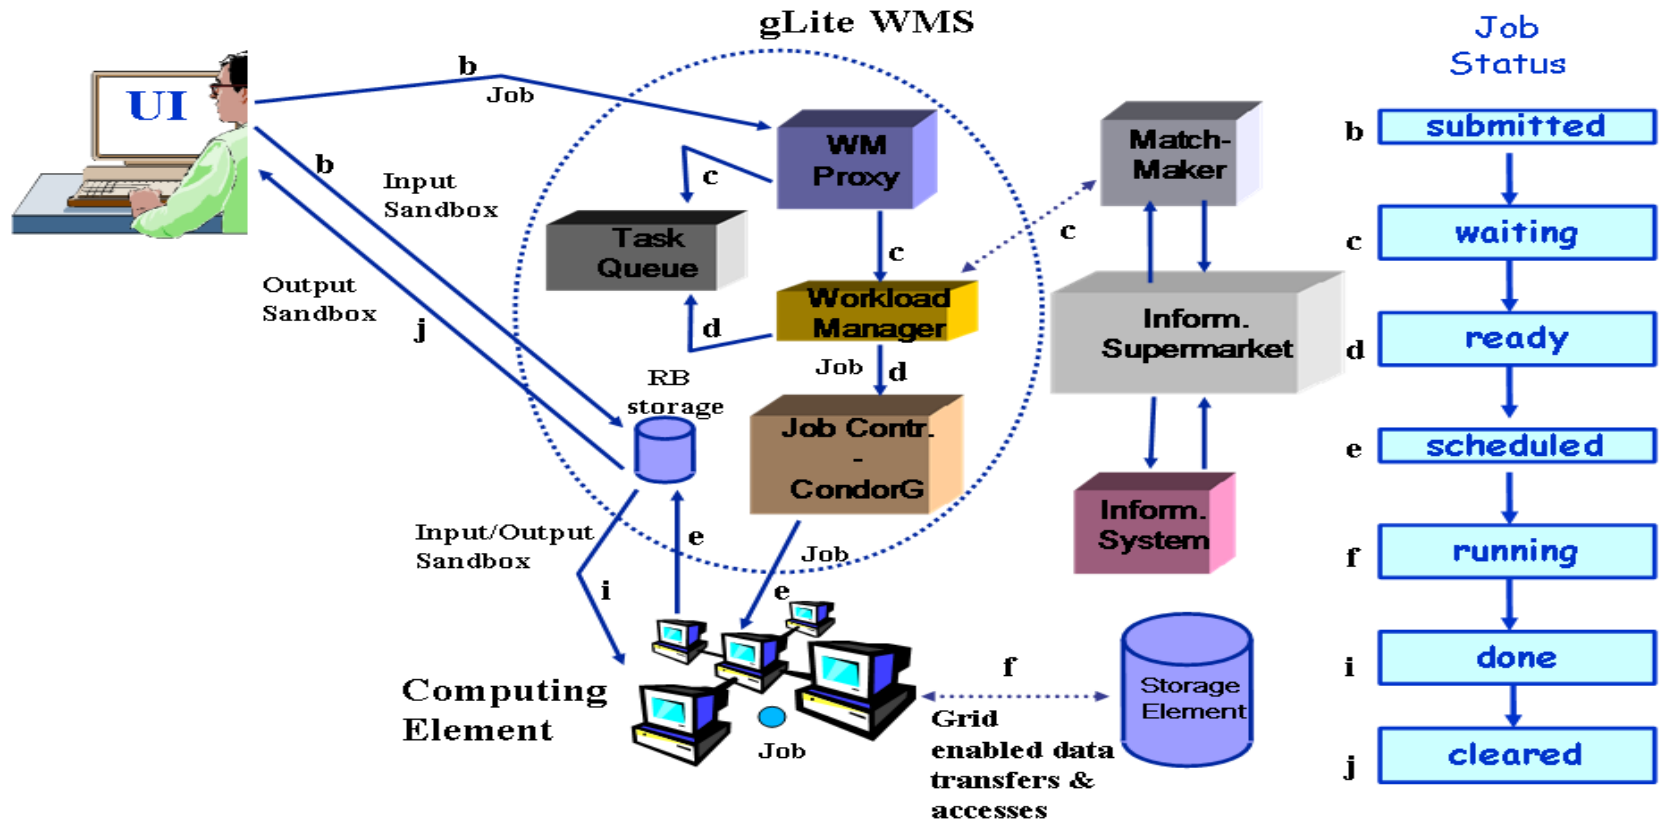 gLite WMS
Job
Status
UI
b
Job
WM
Proxy
Match-
Maker
b
submitted
b
Input
Sandbox
c
c
c
Task
Queue
c
waiting
Output
Sandbox
j
Workload
Manager
d
Job
d
Inform.
Supermarket
d
ready
RB
storage
Job Contr.
-
CondorG
e
scheduled
Input/Output
Sandbox
i
e
Job
e
Inform.
System
f
running
Computing
Element
Job
f
Grid
enabled data
transfers &
accesses
Storage
Element
i
done
j
cleared